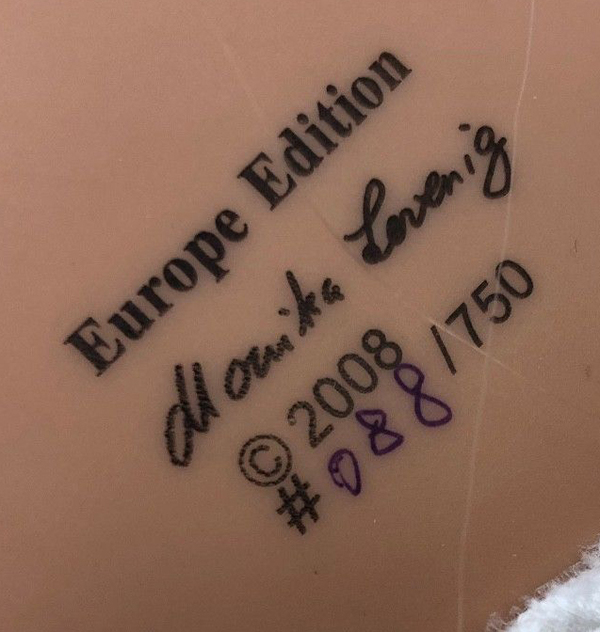 Europe Edition
Monika Levenig
© 2008
# 088 /750